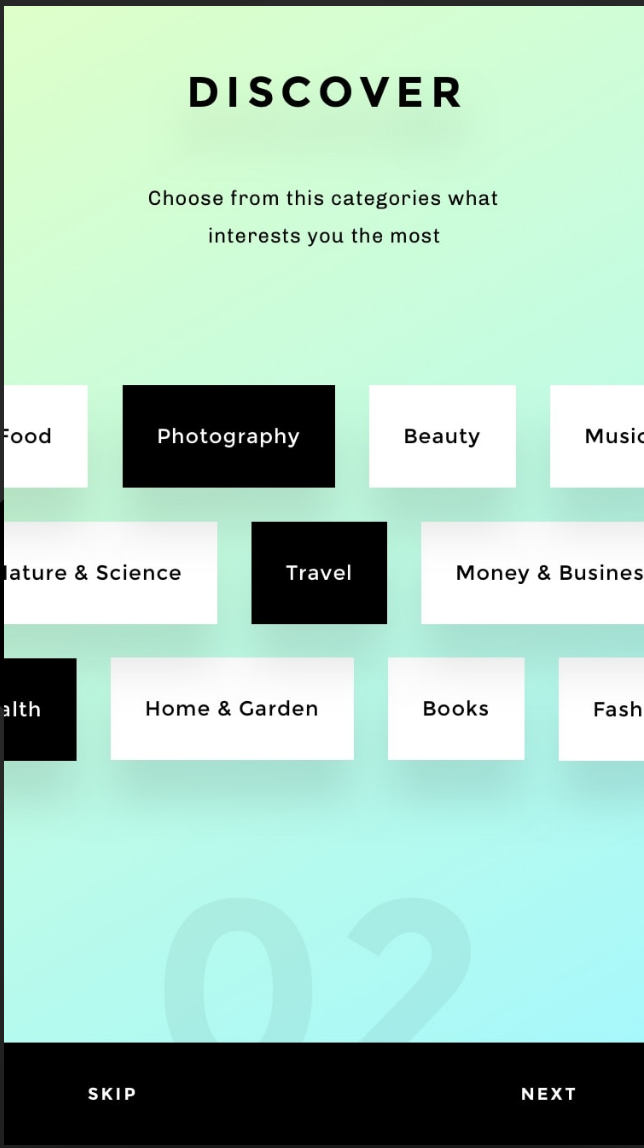 DISCOVER
Choose from this categories what
interests you the most
Food Photography Beauty Music
ature & Science Travel Money & Busines
alth Home & Garden Books Fash
02
SKIP NEXT